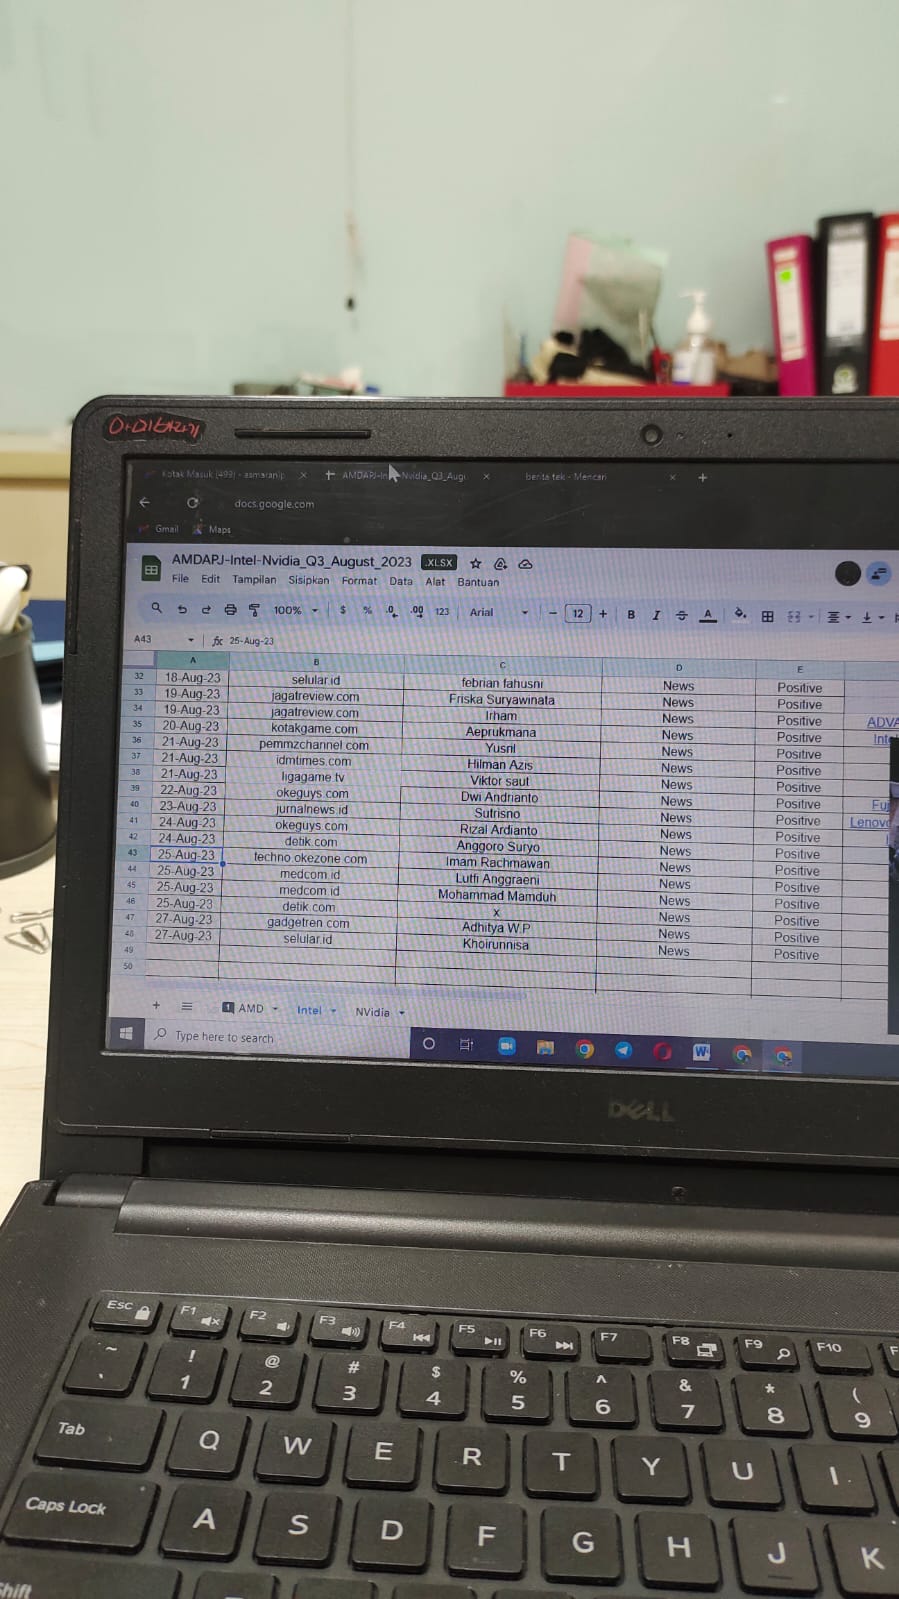 Kotak Masuk (499) - asmaranip
AMDAPJ-In Nvidia_Q3_Augu
berita tek - Mencari
docs.google.com
Gmail Maps
AMDAPJ-Intel-Nvidia_Q3_August_2023 .XLSX
File Edit Tampilan Sisipkan Format Data Alat Bantuan
100% $ % .0 .00 123 Arial 12 B I S A
A43 fx 25-Aug-23
A B C D E
32 18-Aug-23 selular.id febrian fahusni News Positive
33 19-Aug-23 jagatreview.com Friska Suryawinata News Positive
34 19-Aug-23 jagatreview.com Irham News Positive ADVA
35 20-Aug-23 kotakgame.com Aeprukmana News Positive Inte
36 21-Aug-23 pemmzchannel.com Yusril News Positive
37 21-Aug-23 idmtimes.com Hilman Azis News Positive
38 21-Aug-23 ligagame.tv Viktor saut News Positive
39 22-Aug-23 okeguys.com Dwi Andrianto News Positive Fuj
40 23-Aug-23 jurnalnews.id Sutrisno News Positive Lenovo
41 24-Aug-23 okeguys.com Rizal Ardianto News Positive
42 24-Aug-23 detik.com Anggoro Suryo News Positive
43 25-Aug-23 techno.okezone.com Imam Rachmawan News Positive
44 25-Aug-23 medcom.id Lutfi Anggraeni News Positive
45 25-Aug-23 medcom.id Mohammad Mamduh News Positive
46 25-Aug-23 detik.com x News Positive
47 27-Aug-23 gadgetren.com Adhitya W.P News Positive
48 27-Aug-23 selular.id Khoirunnisa News Positive
49
50
1 AMD Intel NVidia
Type here to search
DELL
Esc F1 F2 F3 F4 F5 F6 F7 F8 F9 F10 F
~ ! @ # $ % ^ & * (
1 2 3 4 5 6 7 8 9
Tab Q W E R T Y U I
Caps Lock A S D F G H J K
Shift